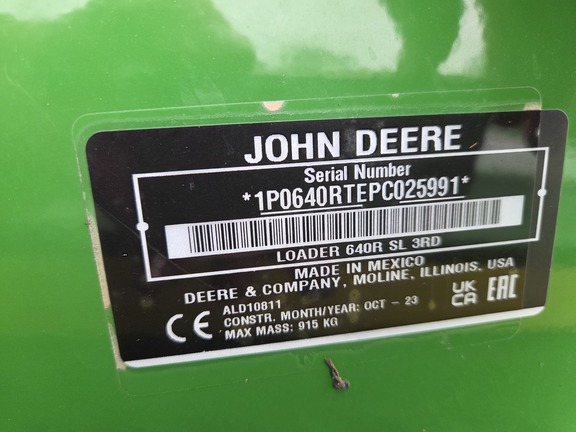 JOHN DEERE
Serial Number
*1P0640RTEPC025991*
LOADER 640R SL 3RD
MADE IN MEXICO
DEERE & COMPANY, MOLINE, ILLINOIS, USA
ALD10811
CONSTR. MONTH/YEAR: OCT - 23
MAX MASS: 915 KG
CE
UK
CA
EAC